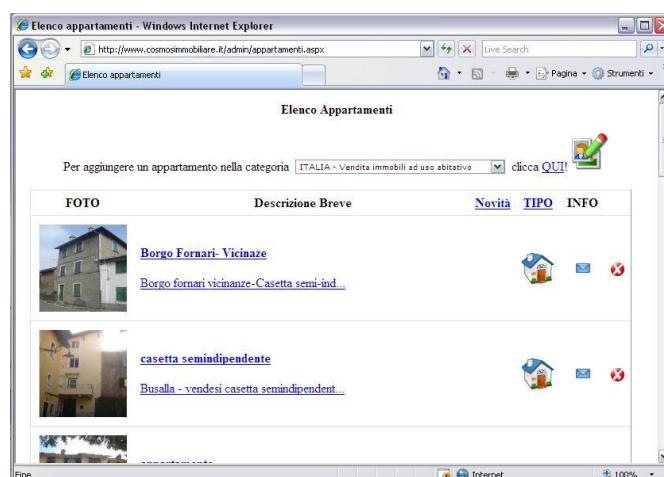 Elenco appartamenti - Windows Internet Explorer
http://www.cosmosimmobiliare.it/admin/appartamenti.aspx
Live Search
Elenco appartamenti
Pagina
Strumenti
Elenco Appartamenti
Per aggiungere un appartamento nella categoria ITALIA - Vendita immobili ad uso abitativo clicca QUI!
FOTO Descrizione Breve Novità TIPO INFO
Borgo Fornari- Vicinaze
Borgo fornari vicinanze-Casetta semi-ind...
casetta semindipendente
Busalla - vendesi casetta semindipendent...
Fine Internet 100%